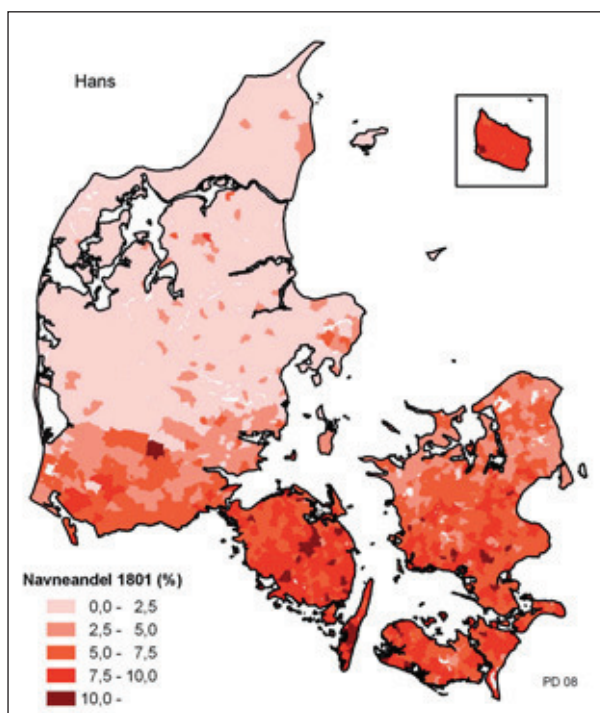 Hans
Navneandel 1801 (%)
0,0 - 2,5
2,5 - 5,0
5,0 - 7,5
7,5 - 10,0
10,0 -
PD 08